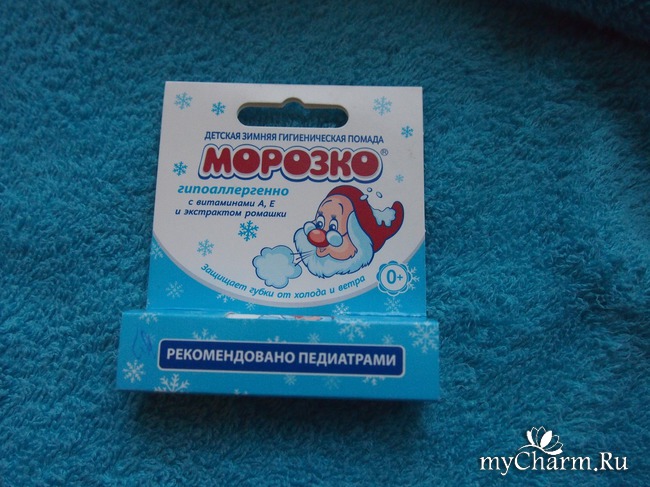 ДЕТСКАЯ ЗИМНЯЯ ГИГИЕНИЧЕСКАЯ ПОМАДА
МОРОЗКО®
гипоаллергенно
с витаминами А, Е
и экстрактом ромашки
Защищает губки от холода и ветра
0+
РЕКОМЕНДОВАНО ПЕДИАТРАМИ
myCharm.Ru